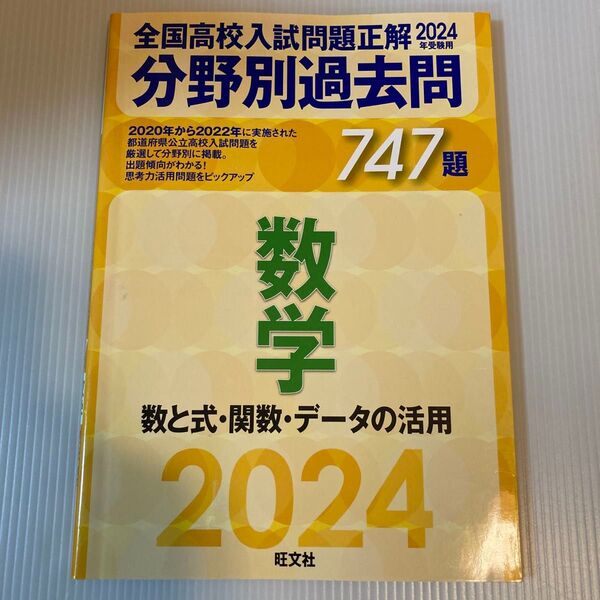 全国高校入試問題正解 2024年受験用
分野別過去問
2020年から2022年に実施された
都道府県公立高校入試問題を
厳選して分野別に掲載。
出題傾向がわかる!
思考力活用問題をピックアップ
747題
数学
数と式・関数・データの活用
2024
旺文社